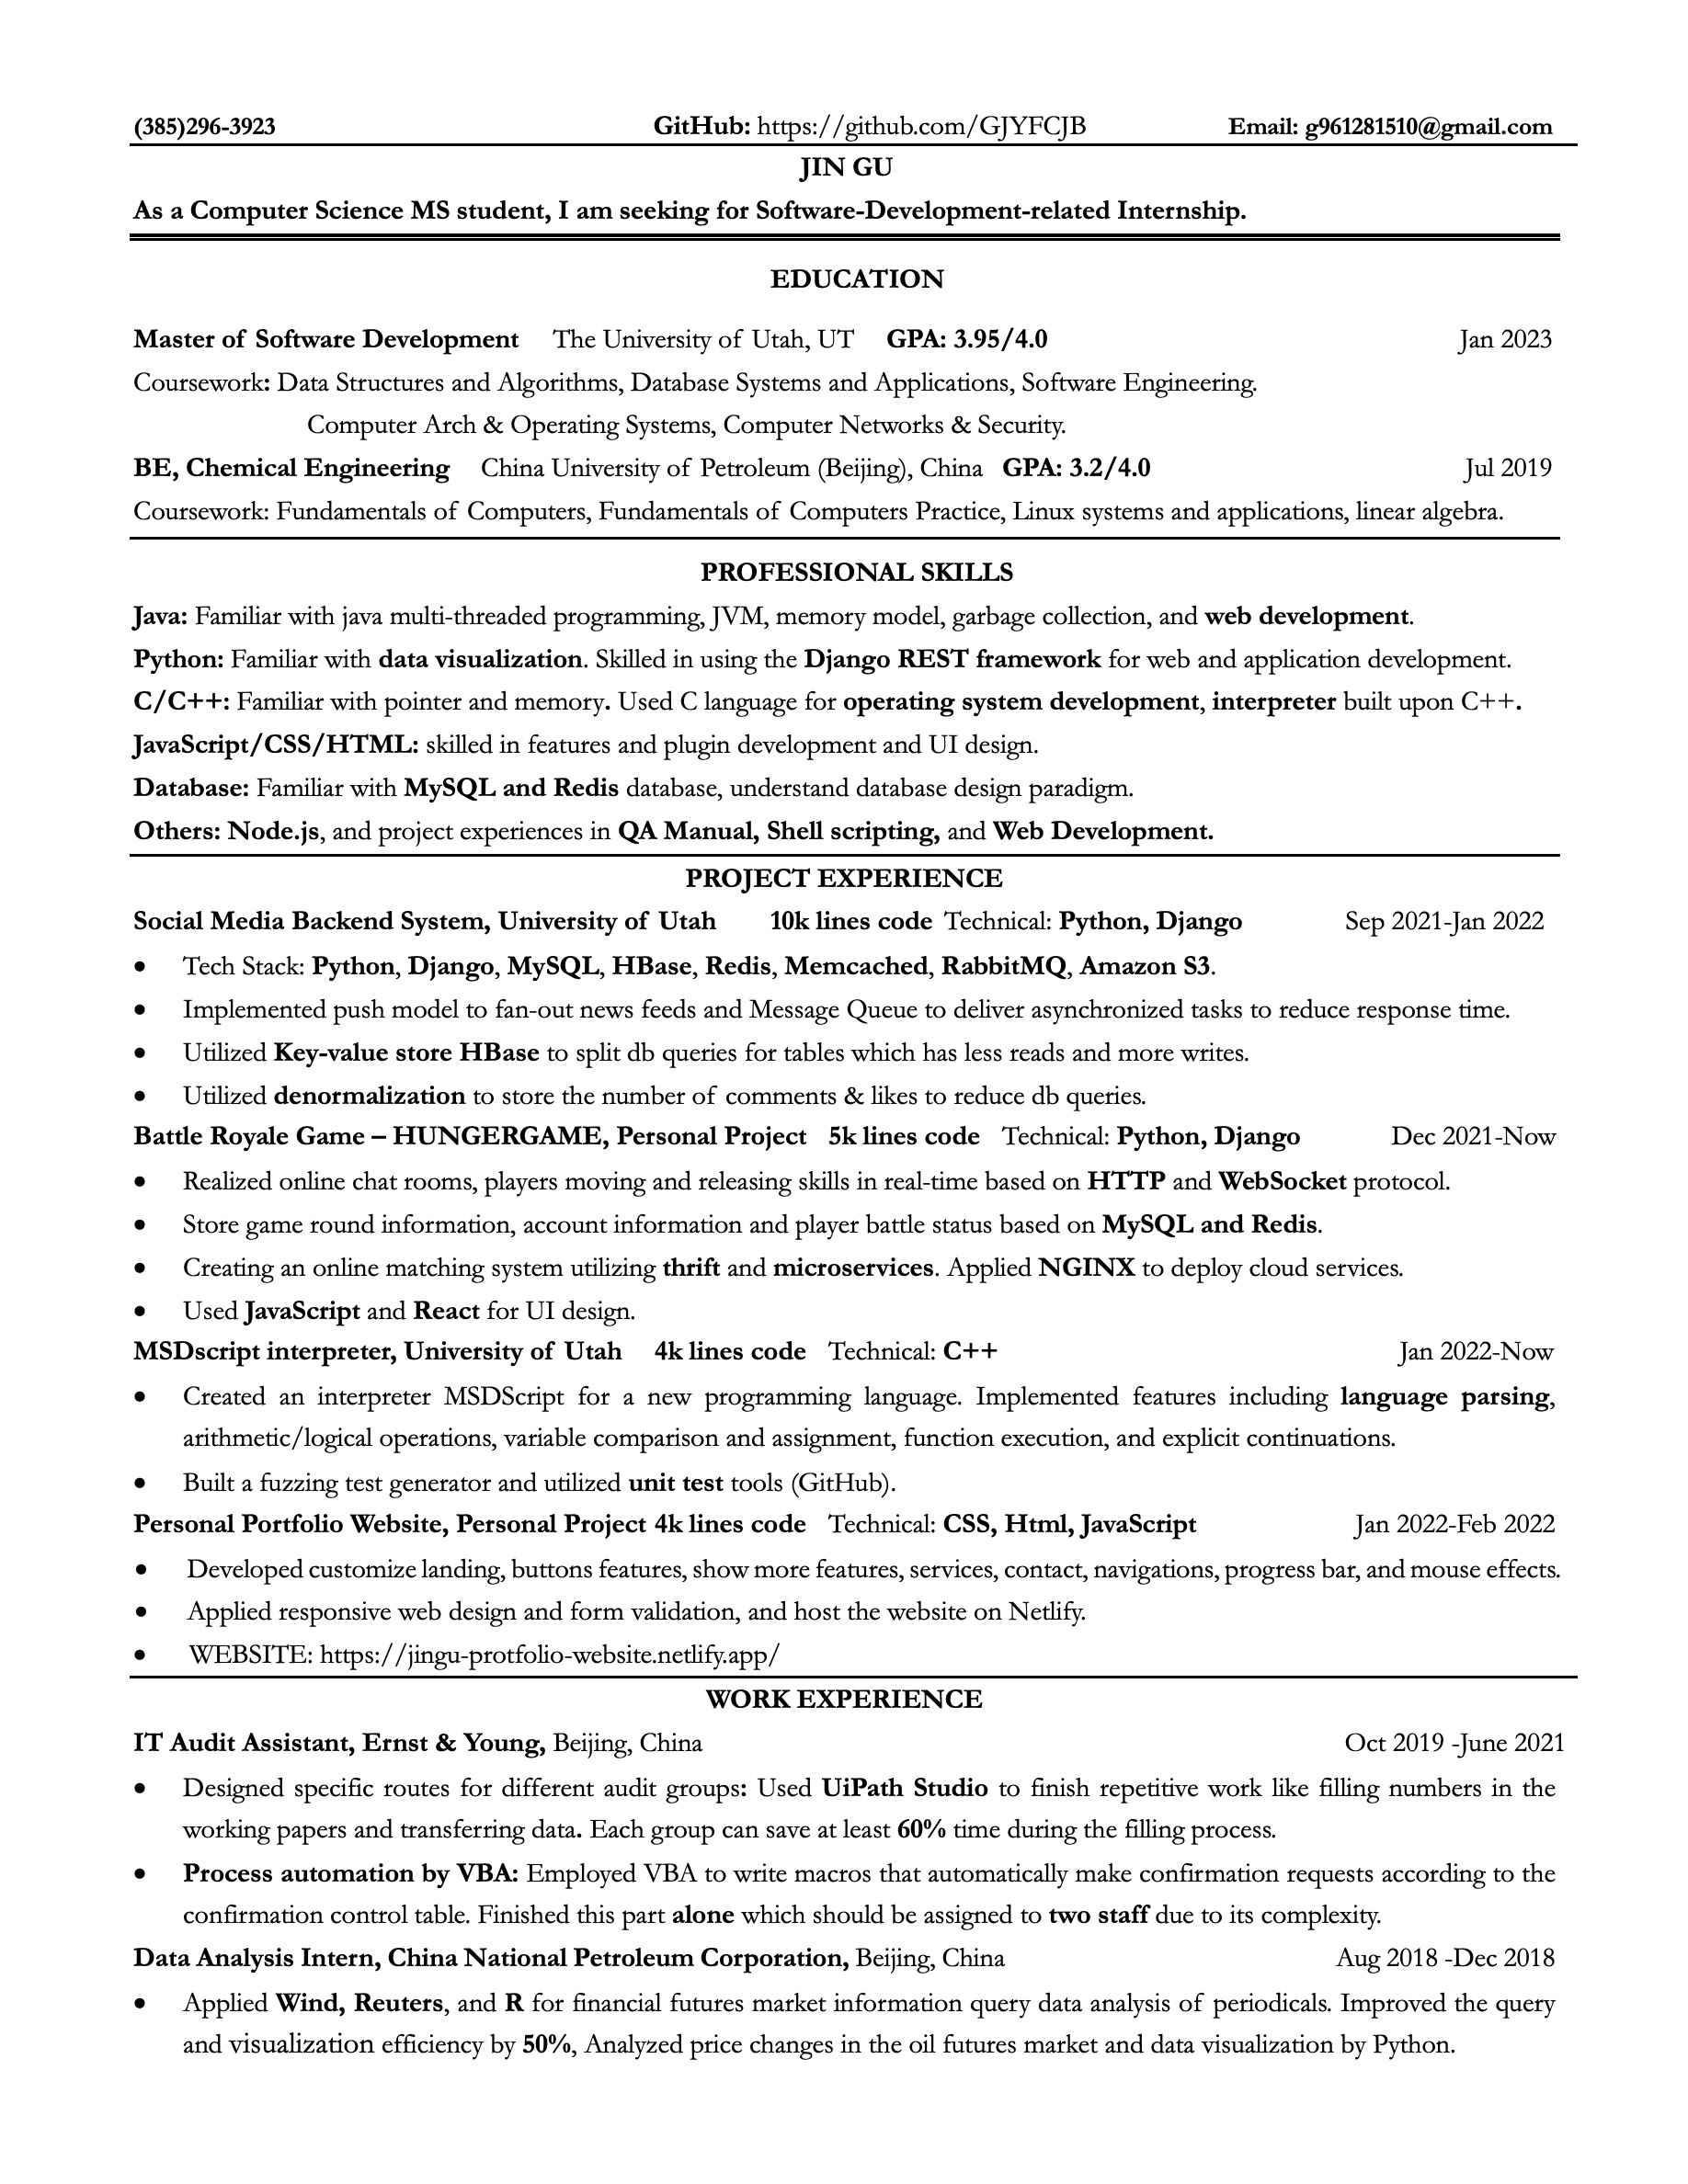 (385)296-3923 GitHub: https://github.com/GJYFCJB Email: g961281510@gmail.com
JIN GU
As a Computer Science MS student, I am seeking for Software-Development-related Internship.
EDUCATION
Master of Software Development The University of Utah, UT GPA: 3.95/4.0 Jan 2023
Coursework: Data Structures and Algorithms, Database Systems and Applications, Software Engineering.
Computer Arch & Operating Systems, Computer Networks & Security.
BE, Chemical Engineering China University of Petroleum (Beijing), China GPA: 3.2/4.0 Jul 2019
Coursework: Fundamentals of Computers, Fundamentals of Computers Practice, Linux systems and applications, linear algebra.
PROFESSIONAL SKILLS
Java: Familiar with java multi-threaded programming, JVM, memory model, garbage collection, and web development.
Python: Familiar with data visualization. Skilled in using the Django REST framework for web and application development.
C/C++: Familiar with pointer and memory. Used C language for operating system development, interpreter built upon C++.
JavaScript/CSS/HTML: skilled in features and plugin development and UI design.
Database: Familiar with MySQL and Redis database, understand database design paradigm.
Others: Node.js, and project experiences in QA Manual, Shell scripting, and Web Development.
PROJECT EXPERIENCE
Social Media Backend System, University of Utah 10k lines code Technical: Python, Django Sep 2021-Jan 2022
• Tech Stack: Python, Django, MySQL, HBase, Redis, Memcached, RabbitMQ, Amazon S3.
• Implemented push model to fan-out news feeds and Message Queue to deliver asynchronized tasks to reduce response time.
• Utilized Key-value store HBase to split db queries for tables which has less reads and more writes.
• Utilized denormalization to store the number of comments & likes to reduce db queries.
Battle Royale Game – HUNGERGAME, Personal Project 5k lines code Technical: Python, Django Dec 2021-Now
• Realized online chat rooms, players moving and releasing skills in real-time based on HTTP and WebSocket protocol.
• Store game round information, account information and player battle status based on MySQL and Redis.
• Creating an online matching system utilizing thrift and microservices. Applied NGINX to deploy cloud services.
• Used JavaScript and React for UI design.
MSDscript interpreter, University of Utah 4k lines code Technical: C++ Jan 2022-Now
• Created an interpreter MSDScript for a new programming language. Implemented features including language parsing,
arithmetic/logical operations, variable comparison and assignment, function execution, and explicit continuations.
• Built a fuzzing test generator and utilized unit test tools (GitHub).
Personal Portfolio Website, Personal Project 4k lines code Technical: CSS, Html, JavaScript Jan 2022-Feb 2022
• Developed customize landing, buttons features, show more features, services, contact, navigations, progress bar, and mouse effects.
• Applied responsive web design and form validation, and host the website on Netlify.
• WEBSITE: https://jingu-protfolio-website.netlify.app/
WORK EXPERIENCE
IT Audit Assistant, Ernst & Young, Beijing, China Oct 2019 -June 2021
• Designed specific routes for different audit groups: Used UiPath Studio to finish repetitive work like filling numbers in the
working papers and transferring data. Each group can save at least 60% time during the filling process.
• Process automation by VBA: Employed VBA to write macros that automatically make confirmation requests according to the
confirmation control table. Finished this part alone which should be assigned to two staff due to its complexity.
Data Analysis Intern, China National Petroleum Corporation, Beijing, China Aug 2018 -Dec 2018
• Applied Wind, Reuters, and R for financial futures market information query data analysis of periodicals. Improved the query
and visualization efficiency by 50%, Analyzed price changes in the oil futures market and data visualization by Python.